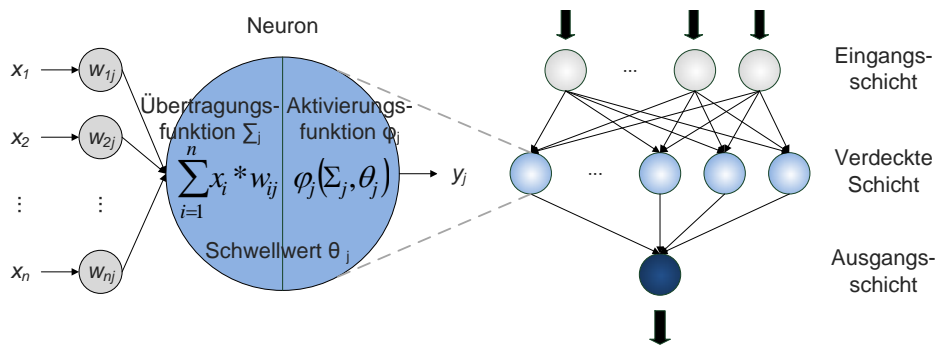 Neuron
x1
w1j
x2
w2j
⋮
⋮
xn
wnj
Übertragungs-
funktion ∑j
n
∑ xi * wij
i=1
Aktivierungs-
funktion φj
φj(Σj,θj)
Schwellwert θ j
yj
...
...
Eingangs-
schicht
Verdeckte
Schicht
Ausgangs-
schicht